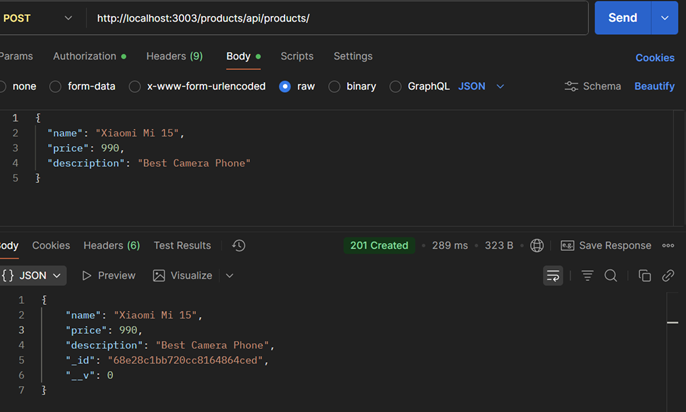 POST http://localhost:3003/products/api/products/ Send
Params Authorization Headers (9) Body Scripts Settings Cookies
none form-data x-www-form-urlencoded raw binary GraphQL JSON Schema Beautify
1 {
2 "name": "Xiaomi Mi 15",
3 "price": 990,
4 "description": "Best Camera Phone"
5 }
Body Cookies Headers (6) Test Results 201 Created • 289 ms • 323 B e.g. Save Response
{} JSON Preview Visualize
1 {
2 "name": "Xiaomi Mi 15",
3 "price": 990,
4 "description": "Best Camera Phone",
5 "_id": "68e28c1bb720cc8164864ced",
6 "__v": 0
7 }